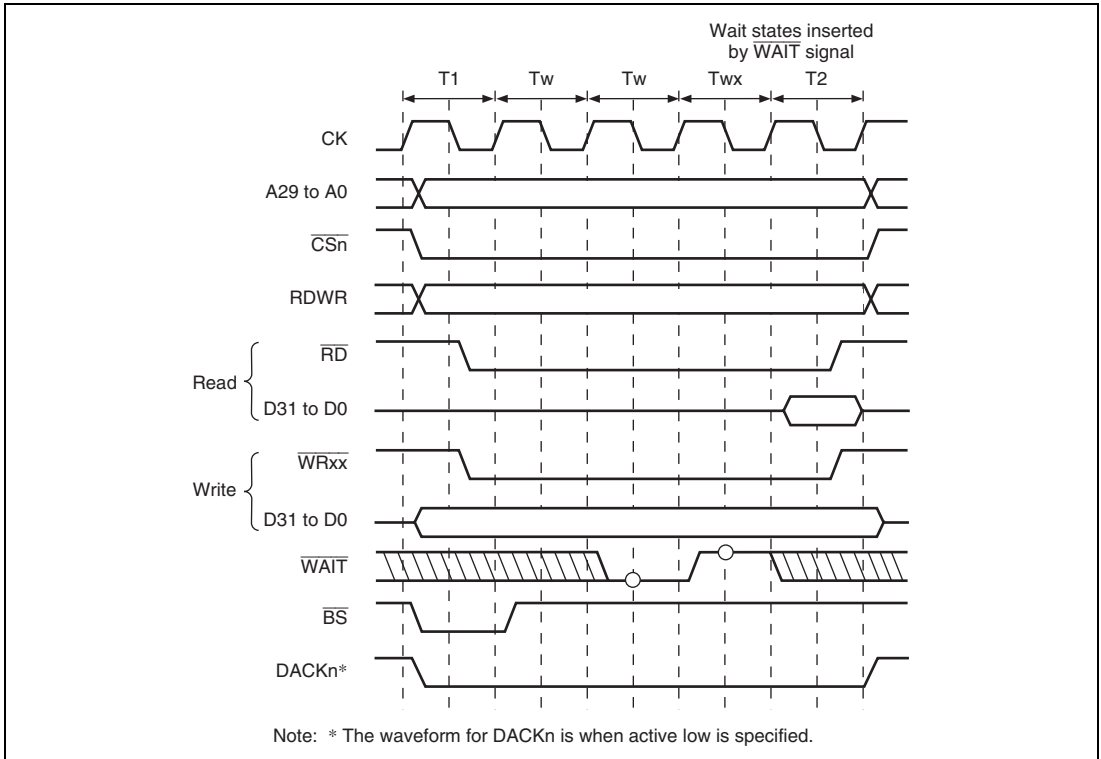 Wait states inserted
by WAIT signal
T1 Tw Tw Twx T2
CK
A29 to A0
CSn
RDWR
RD
Read
D31 to D0
WRxx
Write
D31 to D0
WAIT
BS
DACKn*
Note: * The waveform for DACKn is when active low is specified.